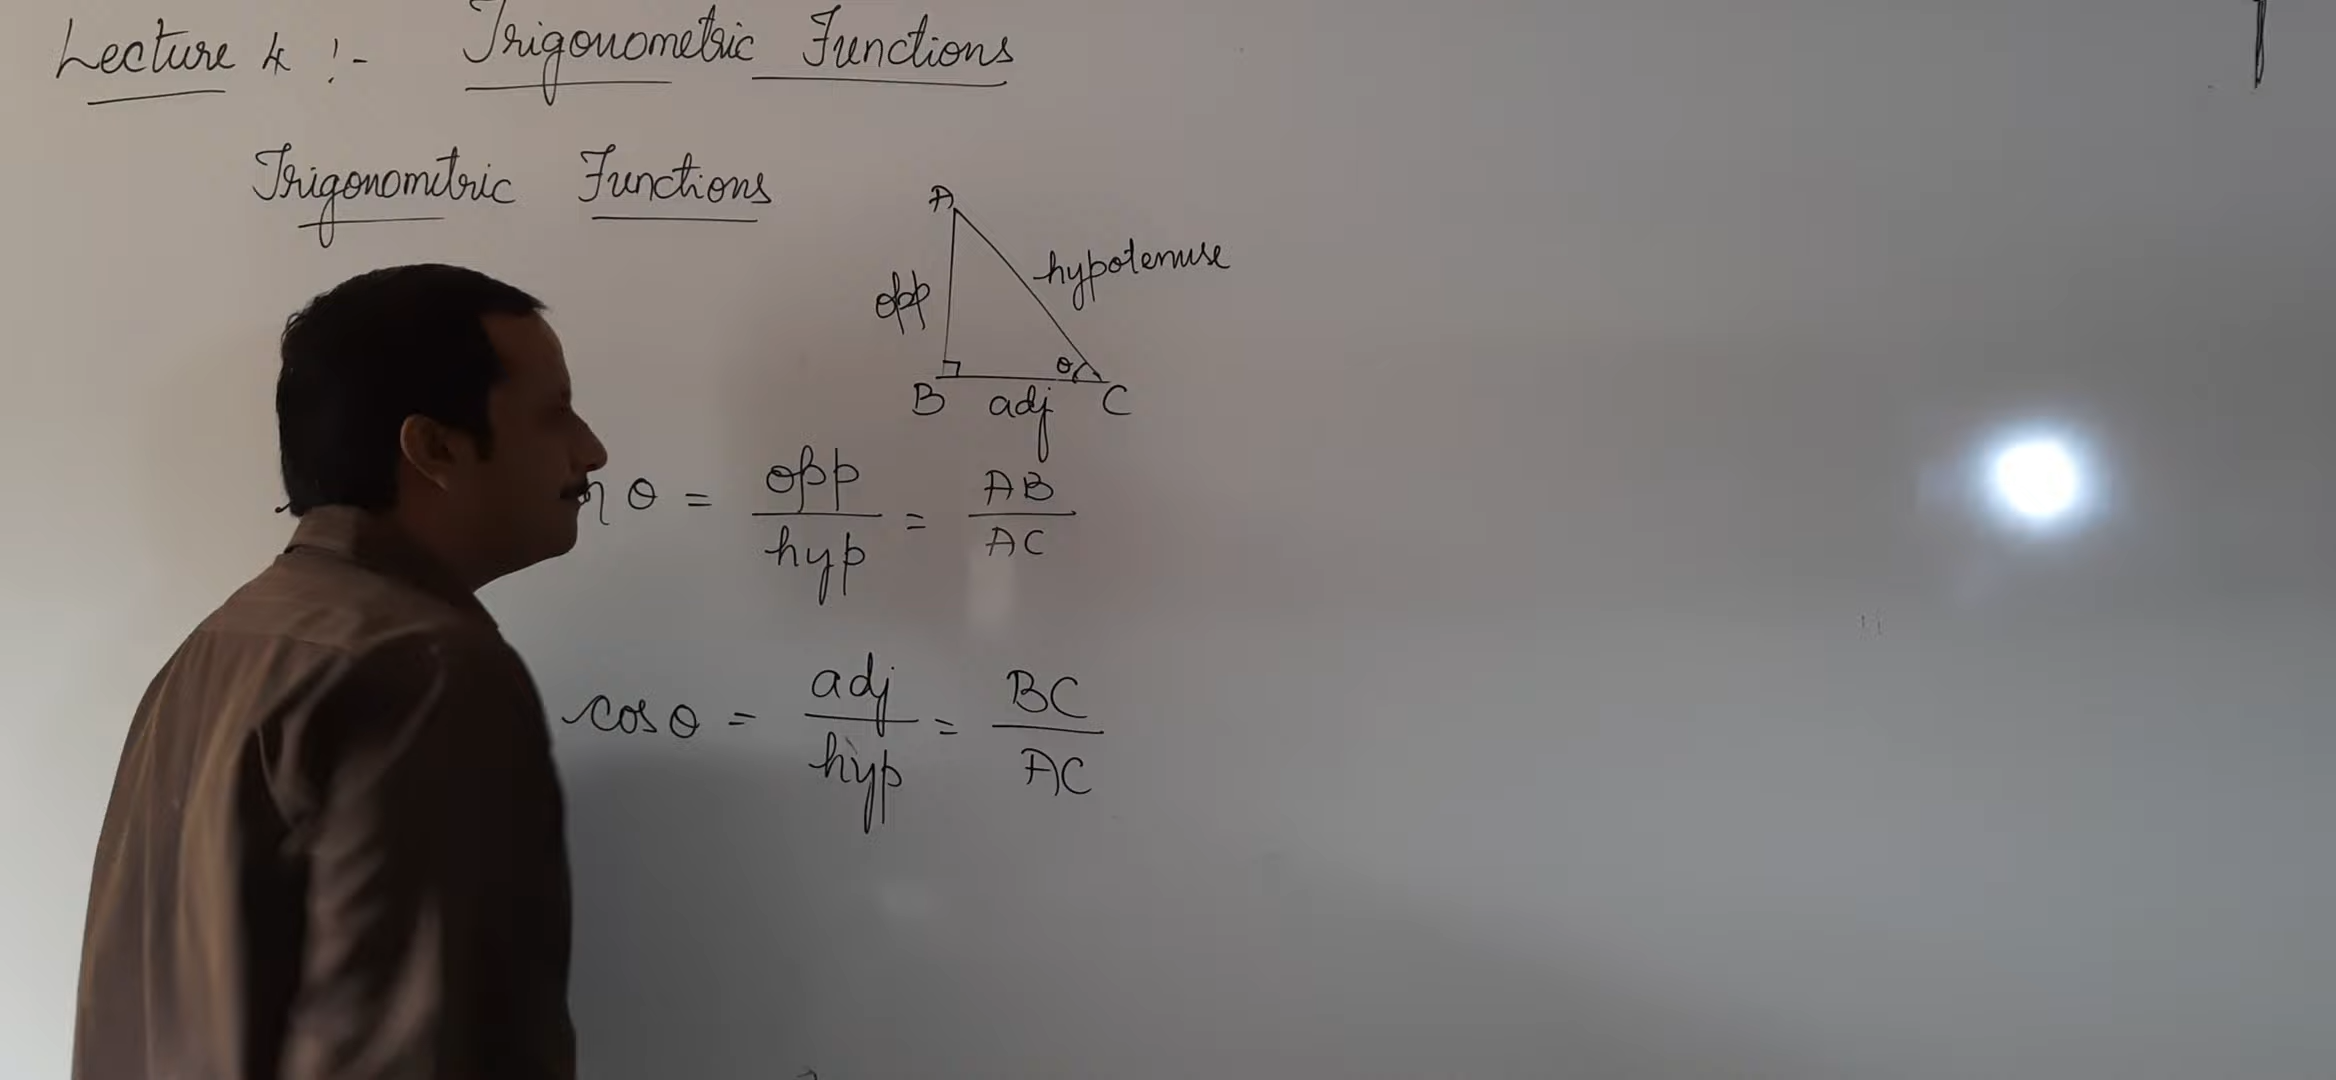 Lecture 4 :- Trigonometric Functions
Trigonometric Functions
A
hypotenuse
opp
θ
B adj C
θ = opp/hyp = AB/AC
cos θ = adj/hyp = BC/AC